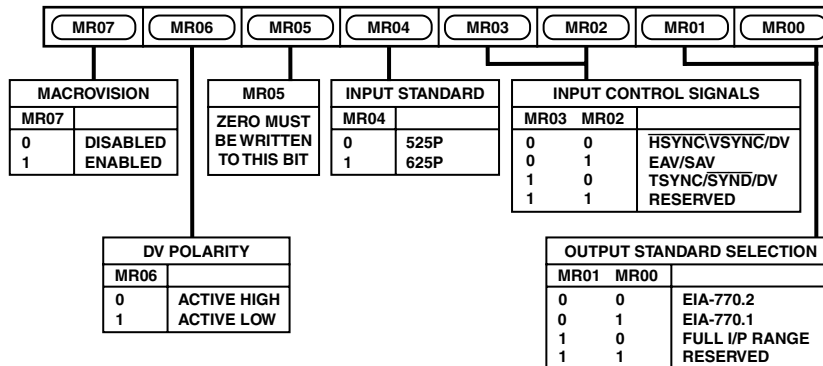 MR07 MR06 MR05 MR04 MR03 MR02 MR01 MR00
MACROVISION
MR07
0 DISABLED
1 ENABLED
MR05
ZERO MUST
BE WRITTEN
TO THIS BIT
INPUT STANDARD
MR04
0 525P
1 625P
INPUT CONTROL SIGNALS
MR03 MR02
0 0 HSYNC\VSYNC/DV
0 1 EAV/SAV
1 0 TSYNC/SYND/DV
1 1 RESERVED
DV POLARITY
MR06
0 ACTIVE HIGH
1 ACTIVE LOW
OUTPUT STANDARD SELECTION
MR01 MR00
0 0 EIA-770.2
0 1 EIA-770.1
1 0 FULL I/P RANGE
1 1 RESERVED